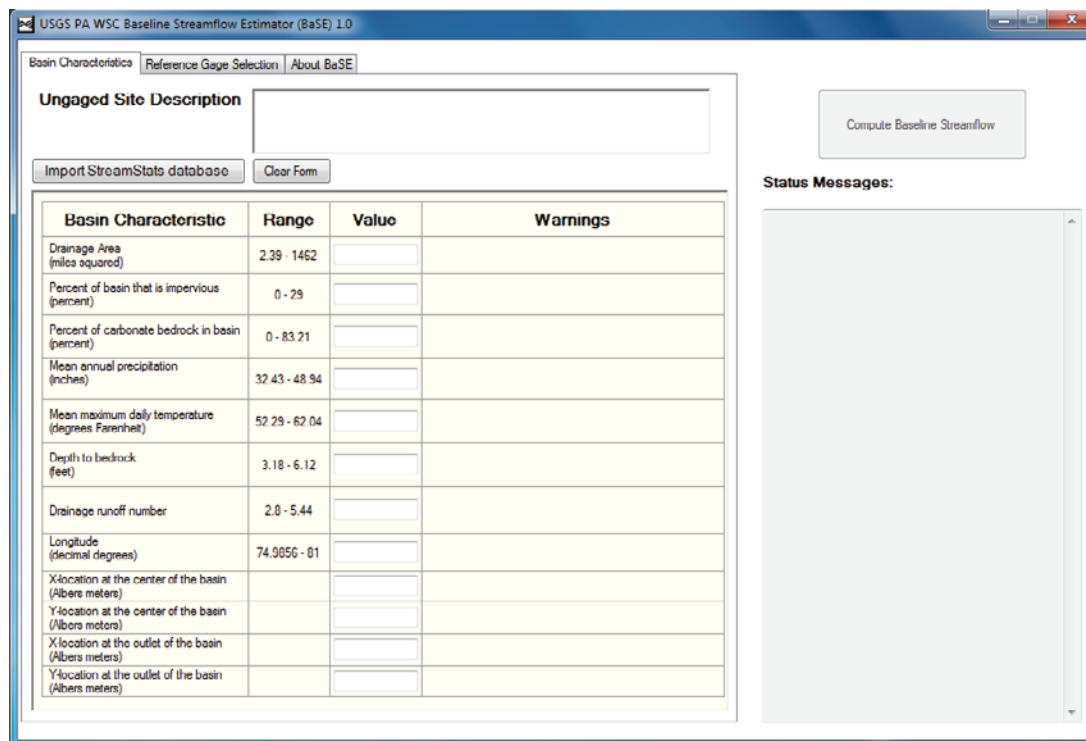 USGS PA WSC Baseline Streamflow Estimator (BaSE) 1.0
Basin Characteristics Reference Gage Selection About BaSE
Ungaged Site Description
Compute Baseline Streamflow
Import StreamStats database Clear Form
Status Messages:
Basin Characteristic Range Value Warnings
Drainage Area
(miles squared)
2.39 - 1462
Percent of basin that is impervious
(percent)
0 - 29
Percent of carbonate bedrock in basin
(percent)
0 - 83.21
Mean annual precipitation
(inches)
32.43 - 48.94
Mean maximum daily temperature
(degrees Farenheit)
52.29 - 62.04
Depth to bedrock
(feet)
3.18 - 6.12
Drainage runoff number
2.8 - 5.44
Longitude
(decimal degrees)
74.9856 - 81
X-location at the center of the basin
(Albers meters)
Y-location at the center of the basin
(Albers meters)
X-location at the outlet of the basin
(Albers meters)
Y-location at the outlet of the basin
(Albers meters)